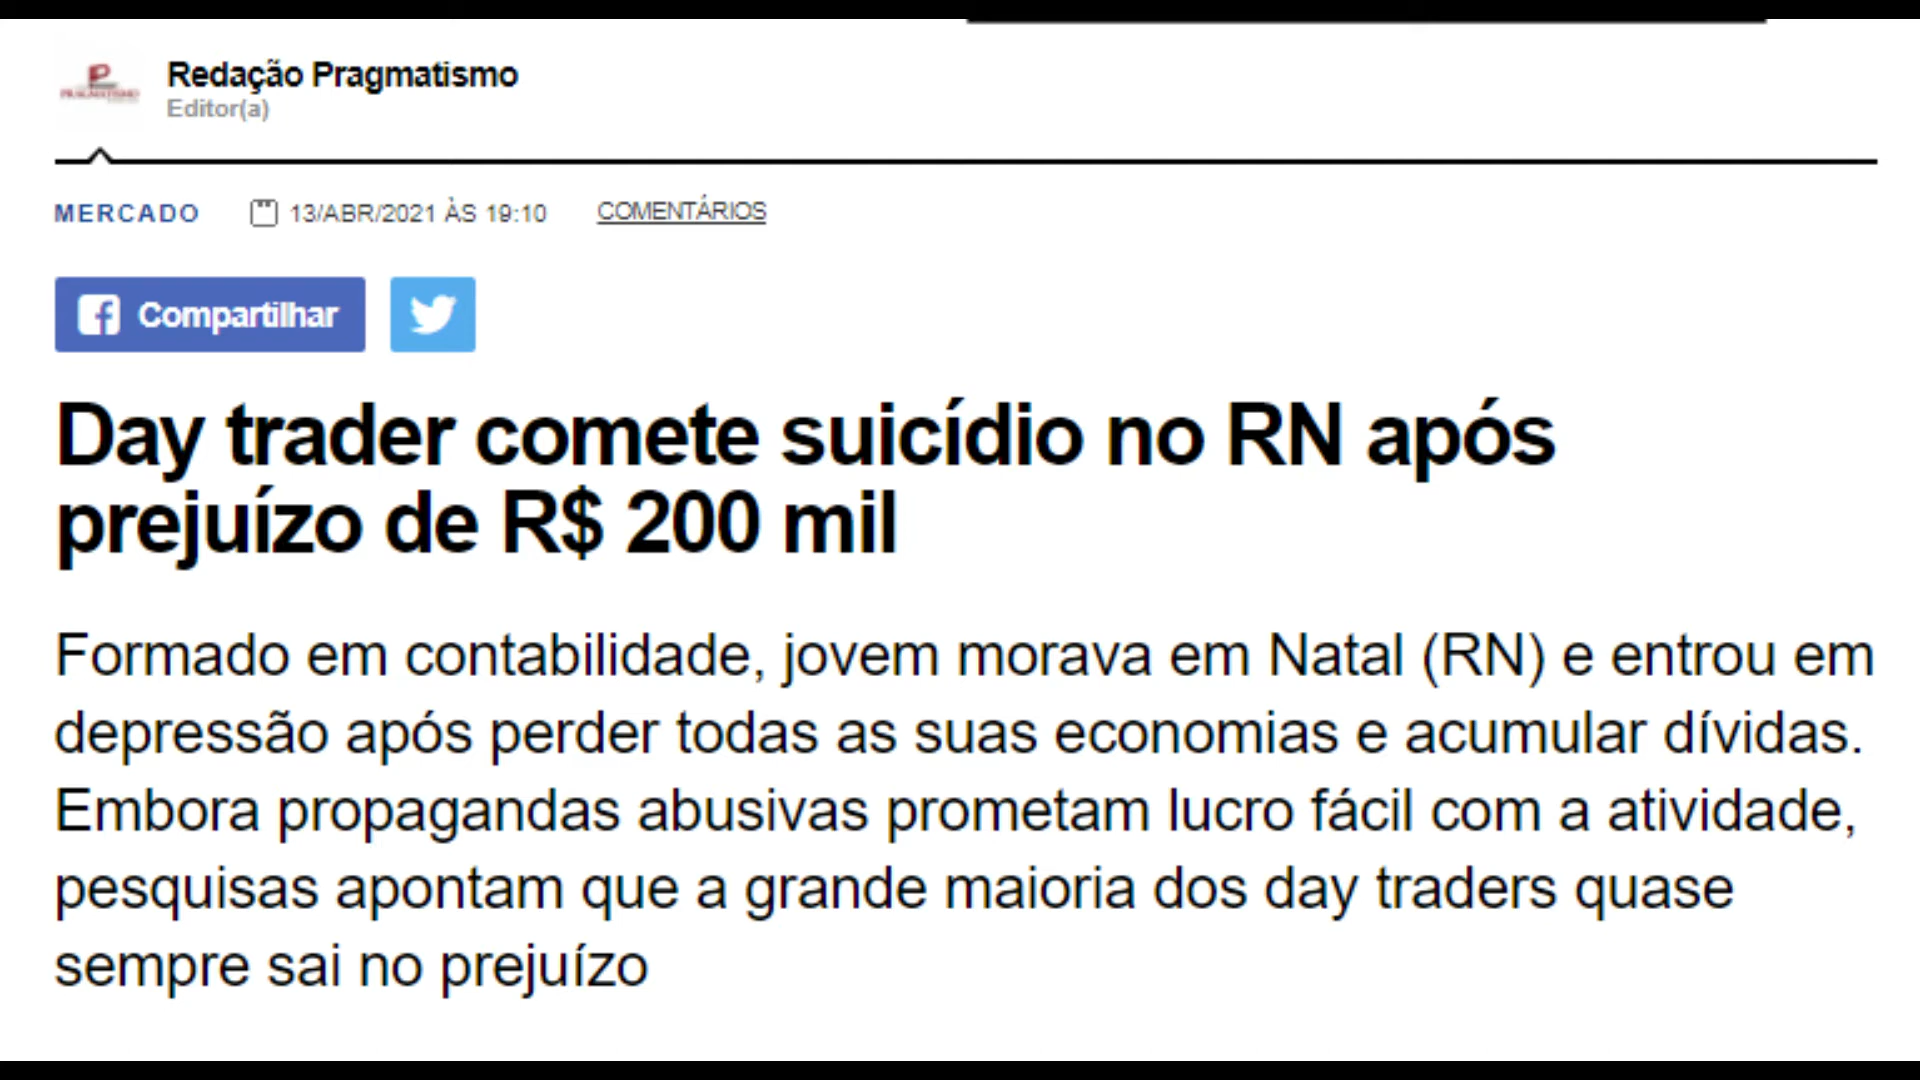 Redação Pragmatismo
Editor(a)
MERCADO 13/ABR/2021 ÀS 19:10 COMENTÁRIOS
Compartilhar
Day trader comete suicídio no RN após
prejuízo de R$ 200 mil
Formado em contabilidade, jovem morava em Natal (RN) e entrou em
depressão após perder todas as suas economias e acumular dívidas.
Embora propagandas abusivas prometam lucro fácil com a atividade,
pesquisas apontam que a grande maioria dos day traders quase
sempre sai no prejuízo